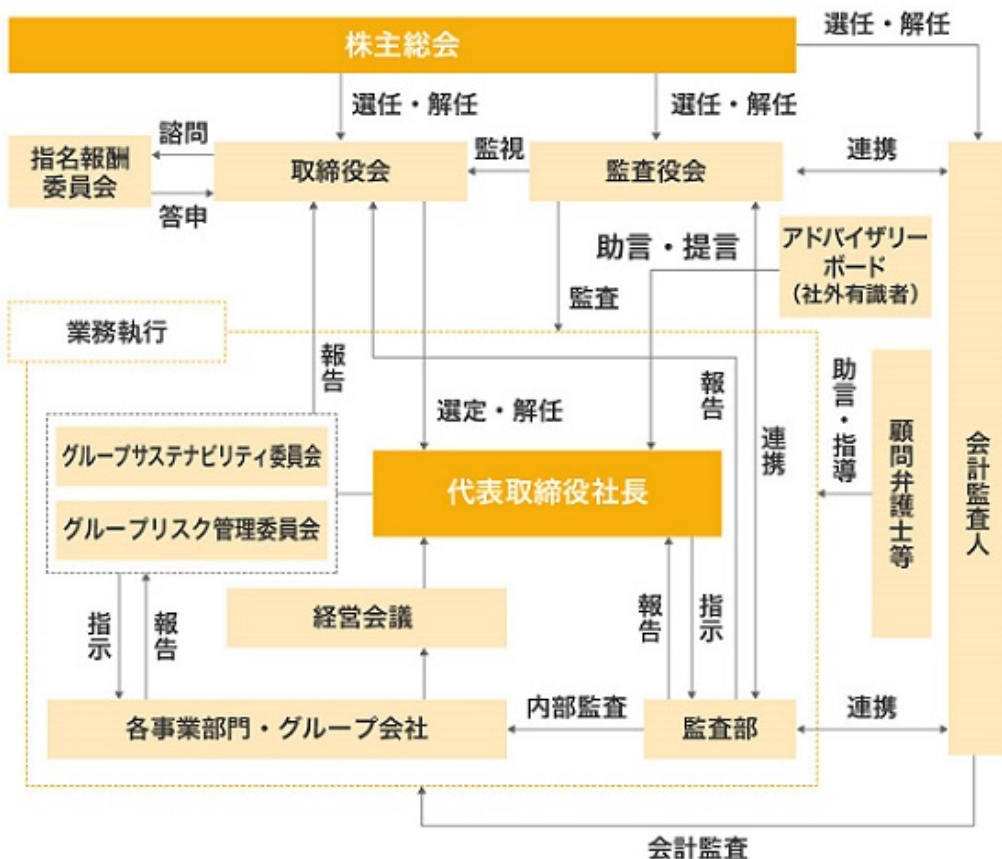 株主総会
選任・解任
選任・解任
選任・解任
指名報酬
委員会
諮問
答申
取締役会
監視
監査役会
連携
助言・提言
アドバイザリー
ボード
（社外有識者）
監査
業務執行
報告
選定・解任
報告
連携
助言・指導
顧問弁護士等
会計監査人
グループサステナビリティ委員会
グループリスク管理委員会
代表取締役社長
指示
報告
経営会議
報告
指示
各事業部門・グループ会社
内部監査
監査部
連携
会計監査